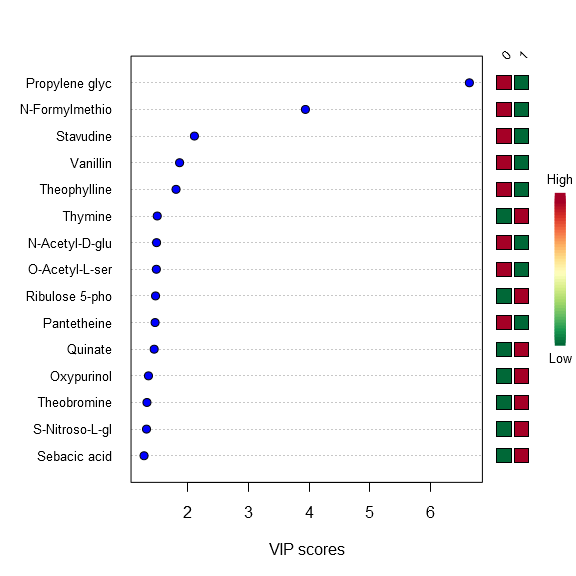 0 1
Propylene glyc
N-Formylmethio
Stavudine
Vanillin
Theophylline
Thymine
N-Acetyl-D-glu
O-Acetyl-L-ser
Ribulose 5-pho
Pantetheine
Quinate
Oxypurinol
Theobromine
S-Nitroso-L-gl
Sebacic acid
High
Low
2 3 4 5 6
VIP scores